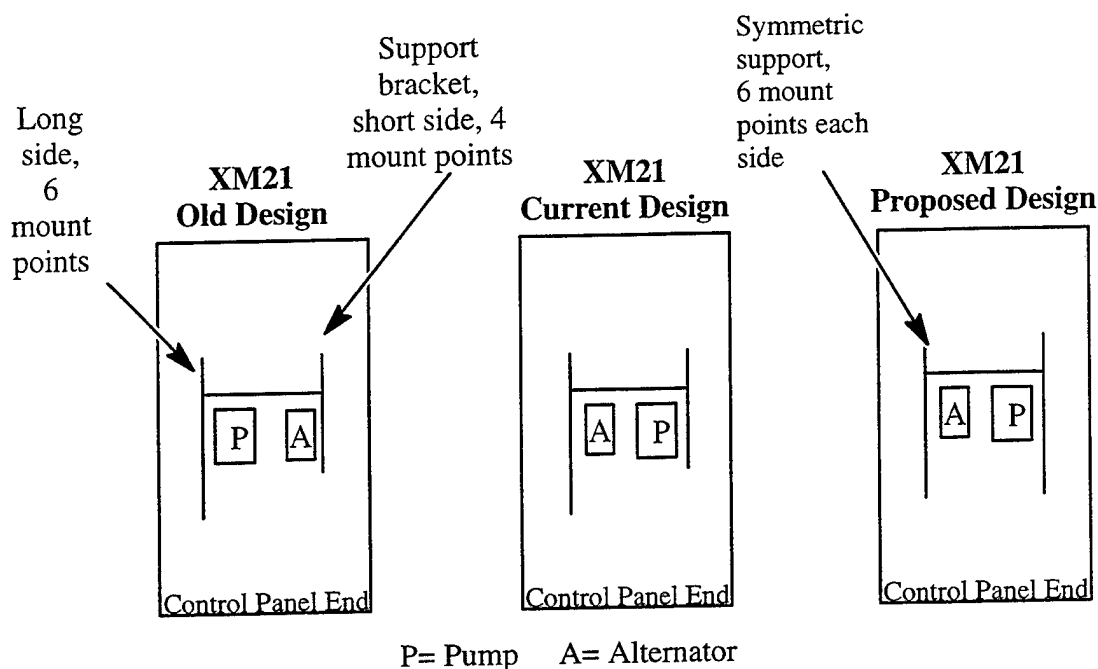 Long
side,
6
mount
points
Support
bracket,
short side, 4
mount points
Symmetric
support,
6 mount
points each
side
XM21
Old Design
XM21
Current Design
XM21
Proposed Design
P
A
A
P
A
P
Control Panel End
Control Panel End
Control Panel End
P= Pump A= Alternator